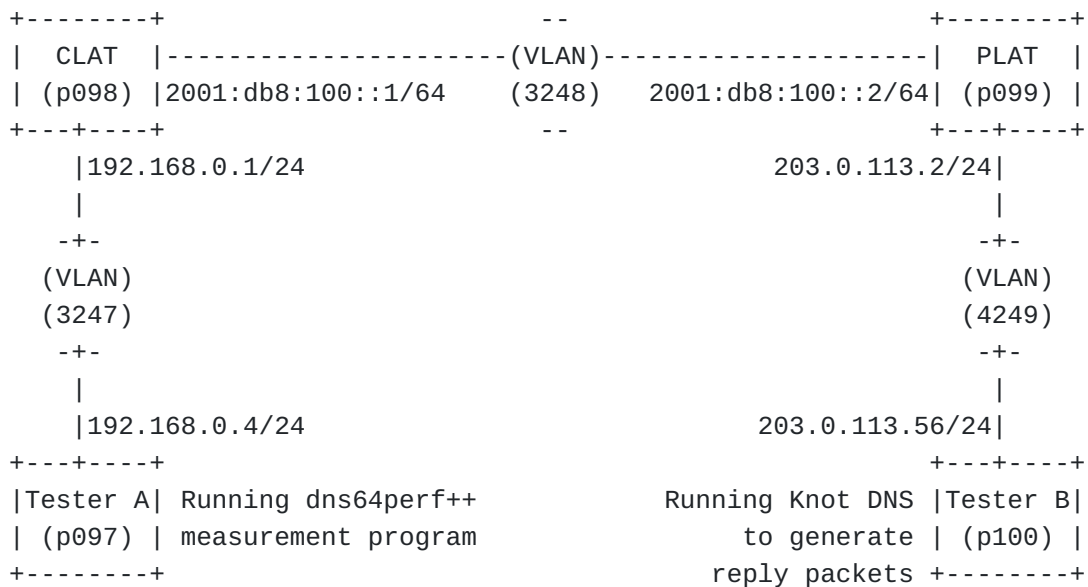 +--------+                       --                       +--------+
|  CLAT  |----------------------(VLAN)---------------------|  PLAT  |
| (p098) |2001:db8:100::1/64    (3248)   2001:db8:100::2/64| (p099) |
+---+----+                       --                       +---+----+
    |192.168.0.1/24                               203.0.113.2/24|
    |                                                           |
   -+-                                                         -+-
  (VLAN)                                                      (VLAN)
  (3247)                                                      (4249)
   -+-                                                         -+-
    |                                                           |
    |192.168.0.4/24                              203.0.113.56/24|
+---+----+                                                +---+----+
|Tester A| Running dns64perf++            Running Knot DNS |Tester B|
| (p097) | measurement program                 to generate | (p100) |
+--------+                                   reply packets +--------+